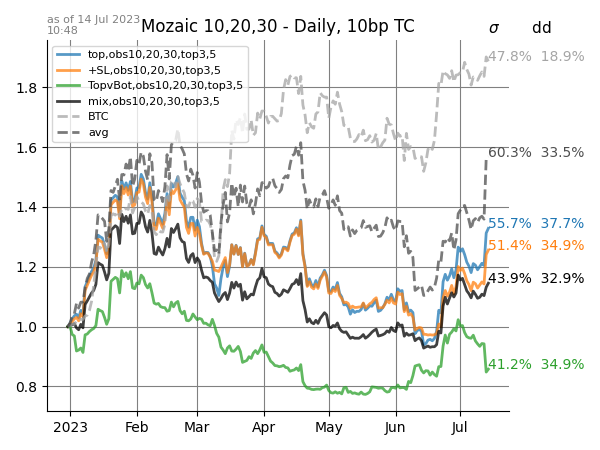 as of 14 Jul 2023
10:48
Mozaic 10,20,30 - Daily, 10bp TC
σ dd
top,obs10,20,30,top3,5
+SL,obs10,20,30,top3,5
TopvBot,obs10,20,30,top3,5
mix,obs10,20,30,top3,5
BTC
avg
47.8% 18.9%
60.3% 33.5%
55.7% 37.7%
51.4% 34.9%
43.9% 32.9%
41.2% 34.9%
1.8
1.6
1.4
1.2
1.0
0.8
2023 Feb Mar Apr May Jun Jul